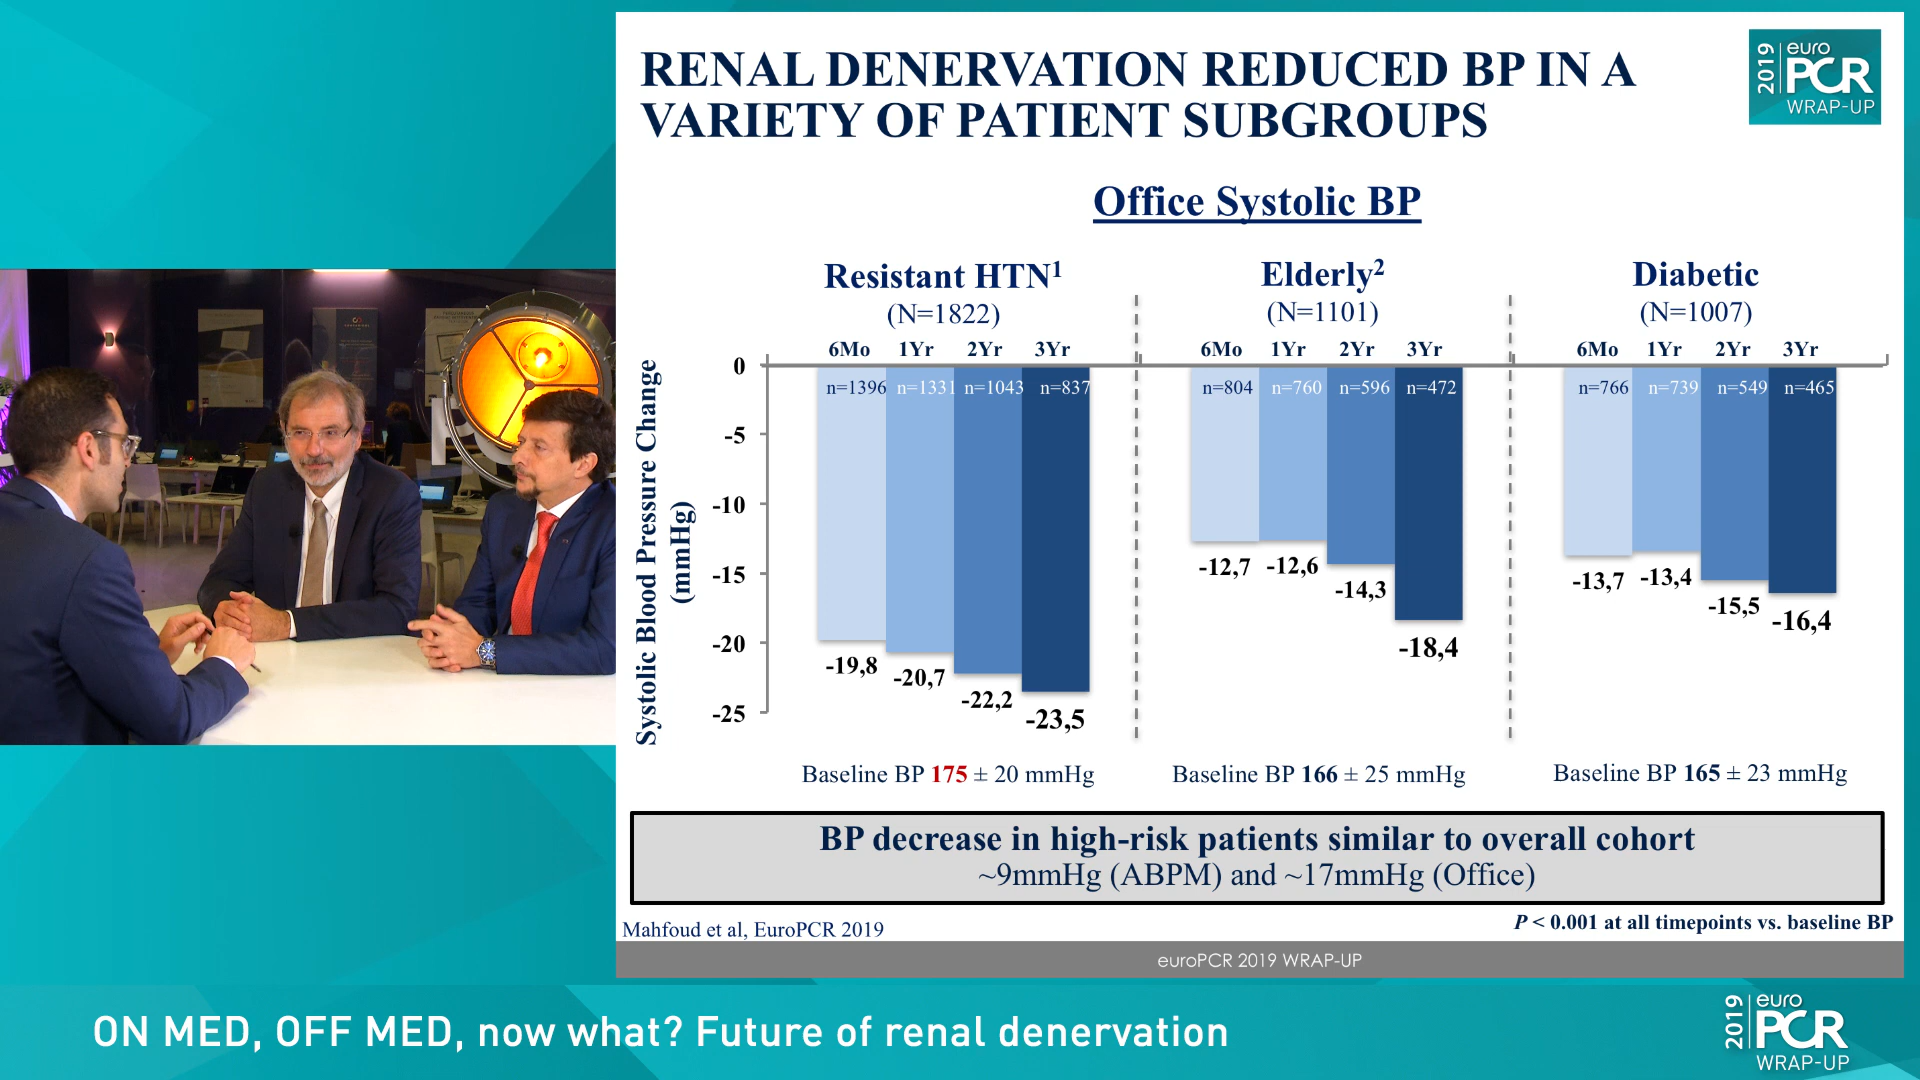 RENAL DENERVATION REDUCED BP IN A
VARIETY OF PATIENT SUBGROUPS
2019 euro PCR WRAP-UP
Office Systolic BP
Resistant HTN1
(N=1822)
Elderly2
(N=1101)
Diabetic
(N=1007)
6Mo 1Yr 2Yr 3Yr
6Mo 1Yr 2Yr 3Yr
6Mo 1Yr 2Yr 3Yr
Systolic Blood Pressure Change
(mmHg)
0
-5
-10
-15
-20
-25
n=1396 n=1331 n=1043 n=837
n=804 n=760 n=596 n=472
n=766 n=739 n=549 n=465
-19,8 -20,7 -22,2 -23,5
-12,7 -12,6 -14,3 -18,4
-13,7 -13,4 -15,5 -16,4
Baseline BP 175 ± 20 mmHg
Baseline BP 166 ± 25 mmHg
Baseline BP 165 ± 23 mmHg
BP decrease in high-risk patients similar to overall cohort
~9mmHg (ABPM) and ~17mmHg (Office)
Mahfoud et al, EuroPCR 2019
P < 0.001 at all timepoints vs. baseline BP
euroPCR 2019 WRAP-UP
ON MED, OFF MED, now what? Future of renal denervation
2019 euro PCR WRAP-UP